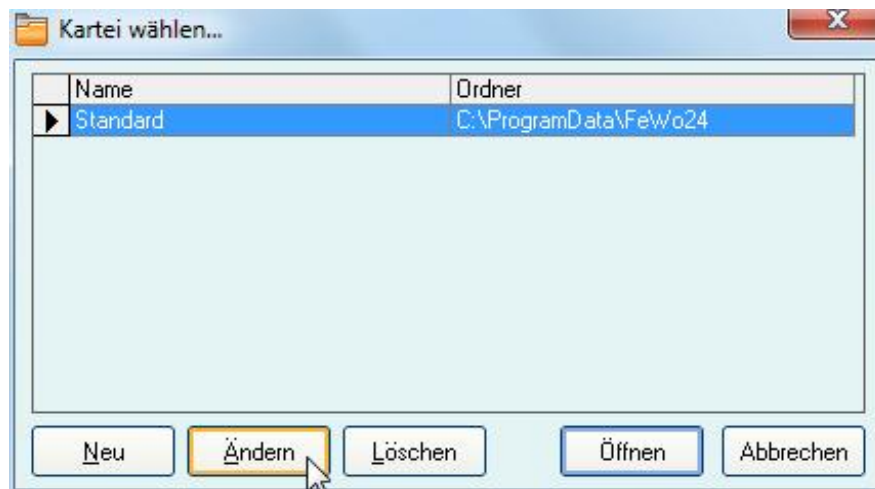 Kartei wählen...
Name Ordner
Standard C:\ProgramData\FeWo24
Neu Ändern Löschen Öffnen Abbrechen